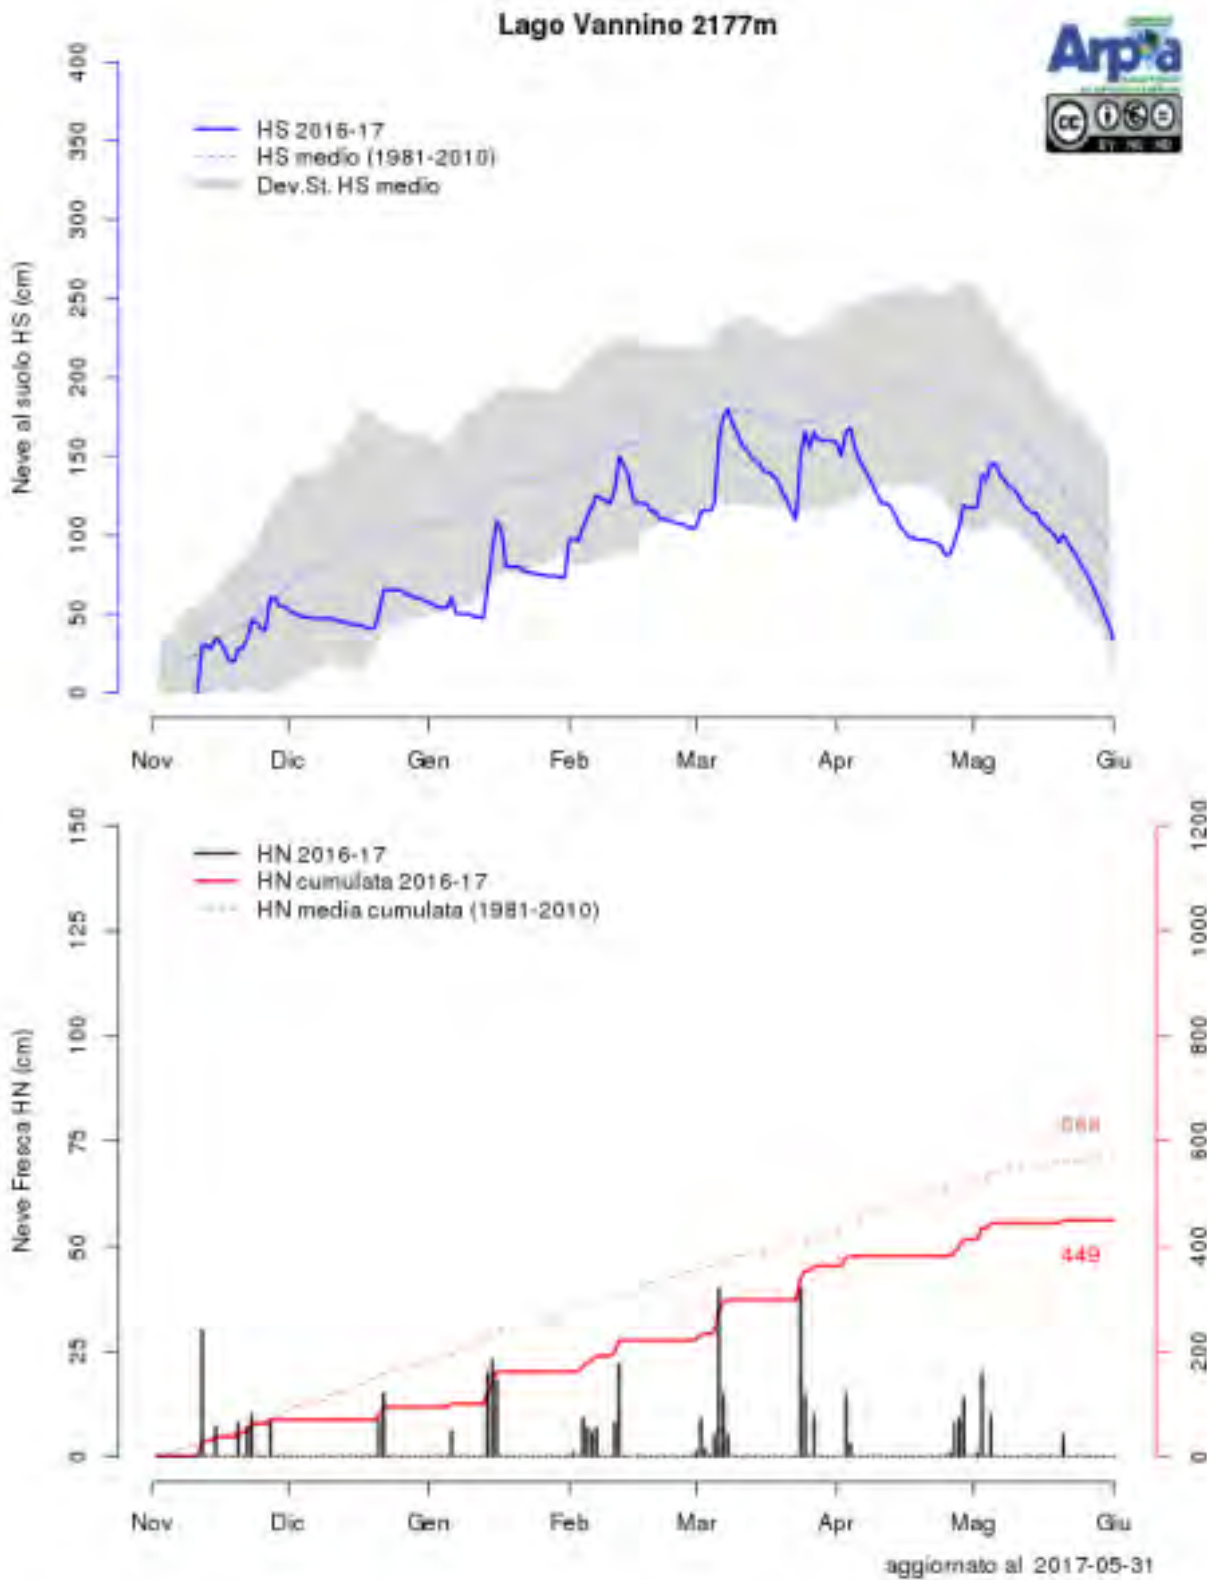 Lago Vannino 2177m
Arpa
cc
BY NC ND
HS 2016-17
HS medio (1981-2010)
Dev.St. HS medio
Neve al suolo HS (cm)
0 50 100 150 200 250 300 350 400
Nov Dic Gen Feb Mar Apr Mag Giu
HN 2016-17
HN cumulata 2016-17
HN media cumulata (1981-2010)
Neve Fresca HN (cm)
0 25 50 75 100 125 150
0 200 400 600 800 1000 1200
449
Nov Dic Gen Feb Mar Apr Mag Giu
aggiornato al 2017-05-31